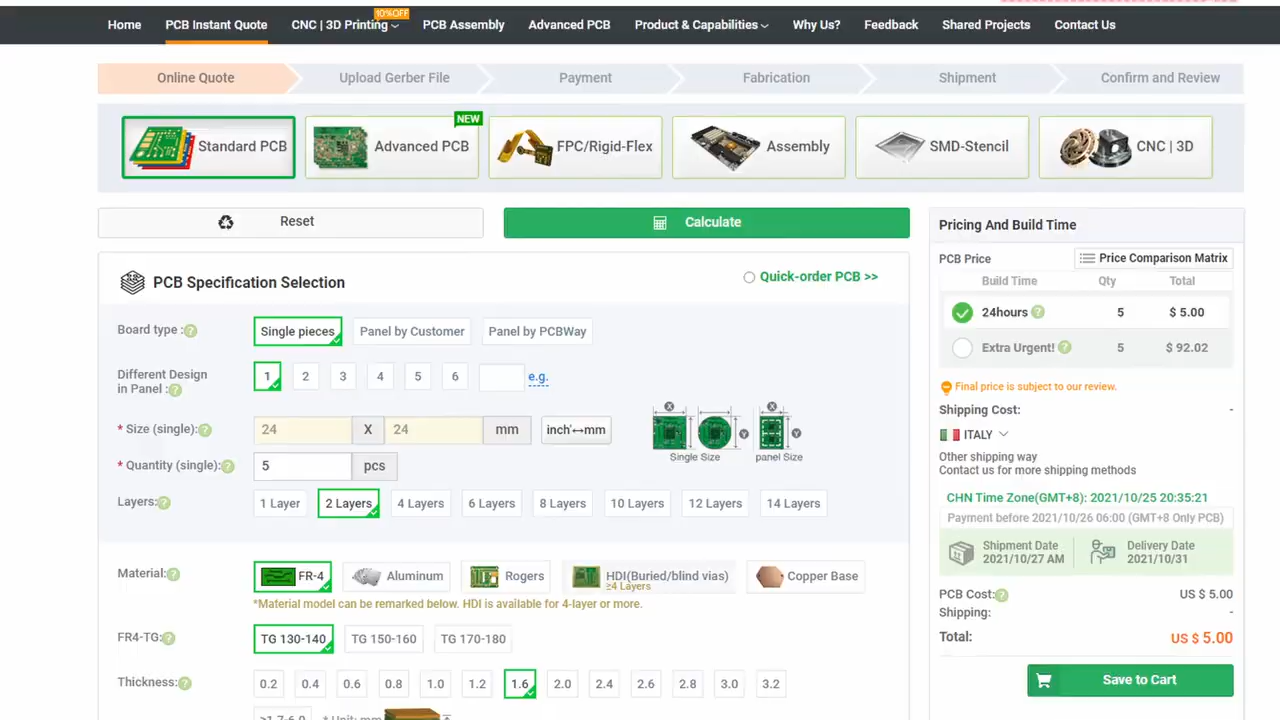 10%OFF
Home PCB Instant Quote CNC | 3D Printing PCB Assembly Advanced PCB Product & Capabilities Why Us? Feedback Shared Projects Contact Us
Online Quote Upload Gerber File Payment Fabrication Shipment Confirm and Review
NEW
Standard PCB Advanced PCB FPC/Rigid-Flex Assembly SMD-Stencil CNC | 3D
Reset Calculate
PCB Specification Selection Quick-order PCB >>
Board type :? Single pieces Panel by Customer Panel by PCBWay
Different Design
in Panel :? 1 2 3 4 5 6 e.g.
* Size (single):? 24 X 24 mm inch↔mm
X X
Y Y
Single Size panel Size
* Quantity (single):? 5 pcs
Layers:? 1 Layer 2 Layers 4 Layers 6 Layers 8 Layers 10 Layers 12 Layers 14 Layers
Material:? FR-4 Aluminum Rogers HDI(Buried/blind vias) Copper Base
≥4 Layers
*Material model can be remarked below. HDI is available for 4-layer or more.
FR4-TG:? TG 130-140 TG 150-160 TG 170-180
Thickness:? 0.2 0.4 0.6 0.8 1.0 1.2 1.6 2.0 2.4 2.6 2.8 3.0 3.2
* Unit: mm
Pricing And Build Time
PCB Price Price Comparison Matrix
Build Time Qty Total
24hours ? 5 $ 5.00
Extra Urgent! ? 5 $ 92.02
Final price is subject to our review.
Shipping Cost: -
ITALY
Other shipping way
Contact us for more shipping methods
CHN Time Zone(GMT+8): 2021/10/25 20:35:21
Payment before 2021/10/26 06:00 (GMT+8 Only PCB)
Shipment Date Delivery Date
2021/10/27 AM 2021/10/31
PCB Cost:? US $ 5.00
Shipping: -
Total: US $ 5.00
Save to Cart